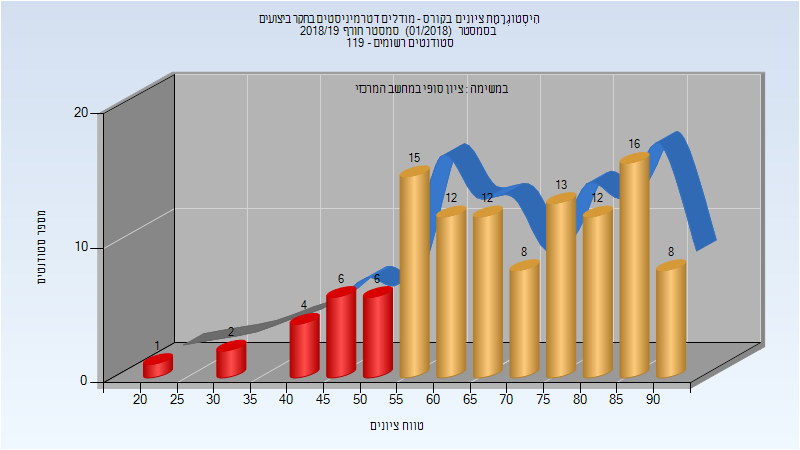 היסטוגרמת ציונים בקורס - מודלים דטרמיניסטים בחקר ביצועים
בסמסטר (01/2018) סמסטר חורף 2018/19
סטודנטים רשומים - 119
במשימה : ציון סופי במחשב המרכזי
מספר סטודנטים
20
10
0
1
2
4
6
6
15
12
12
8
13
12
16
8
20 25 30 35 40 45 50 55 60 65 70 75 80 85 90
טווח ציונים